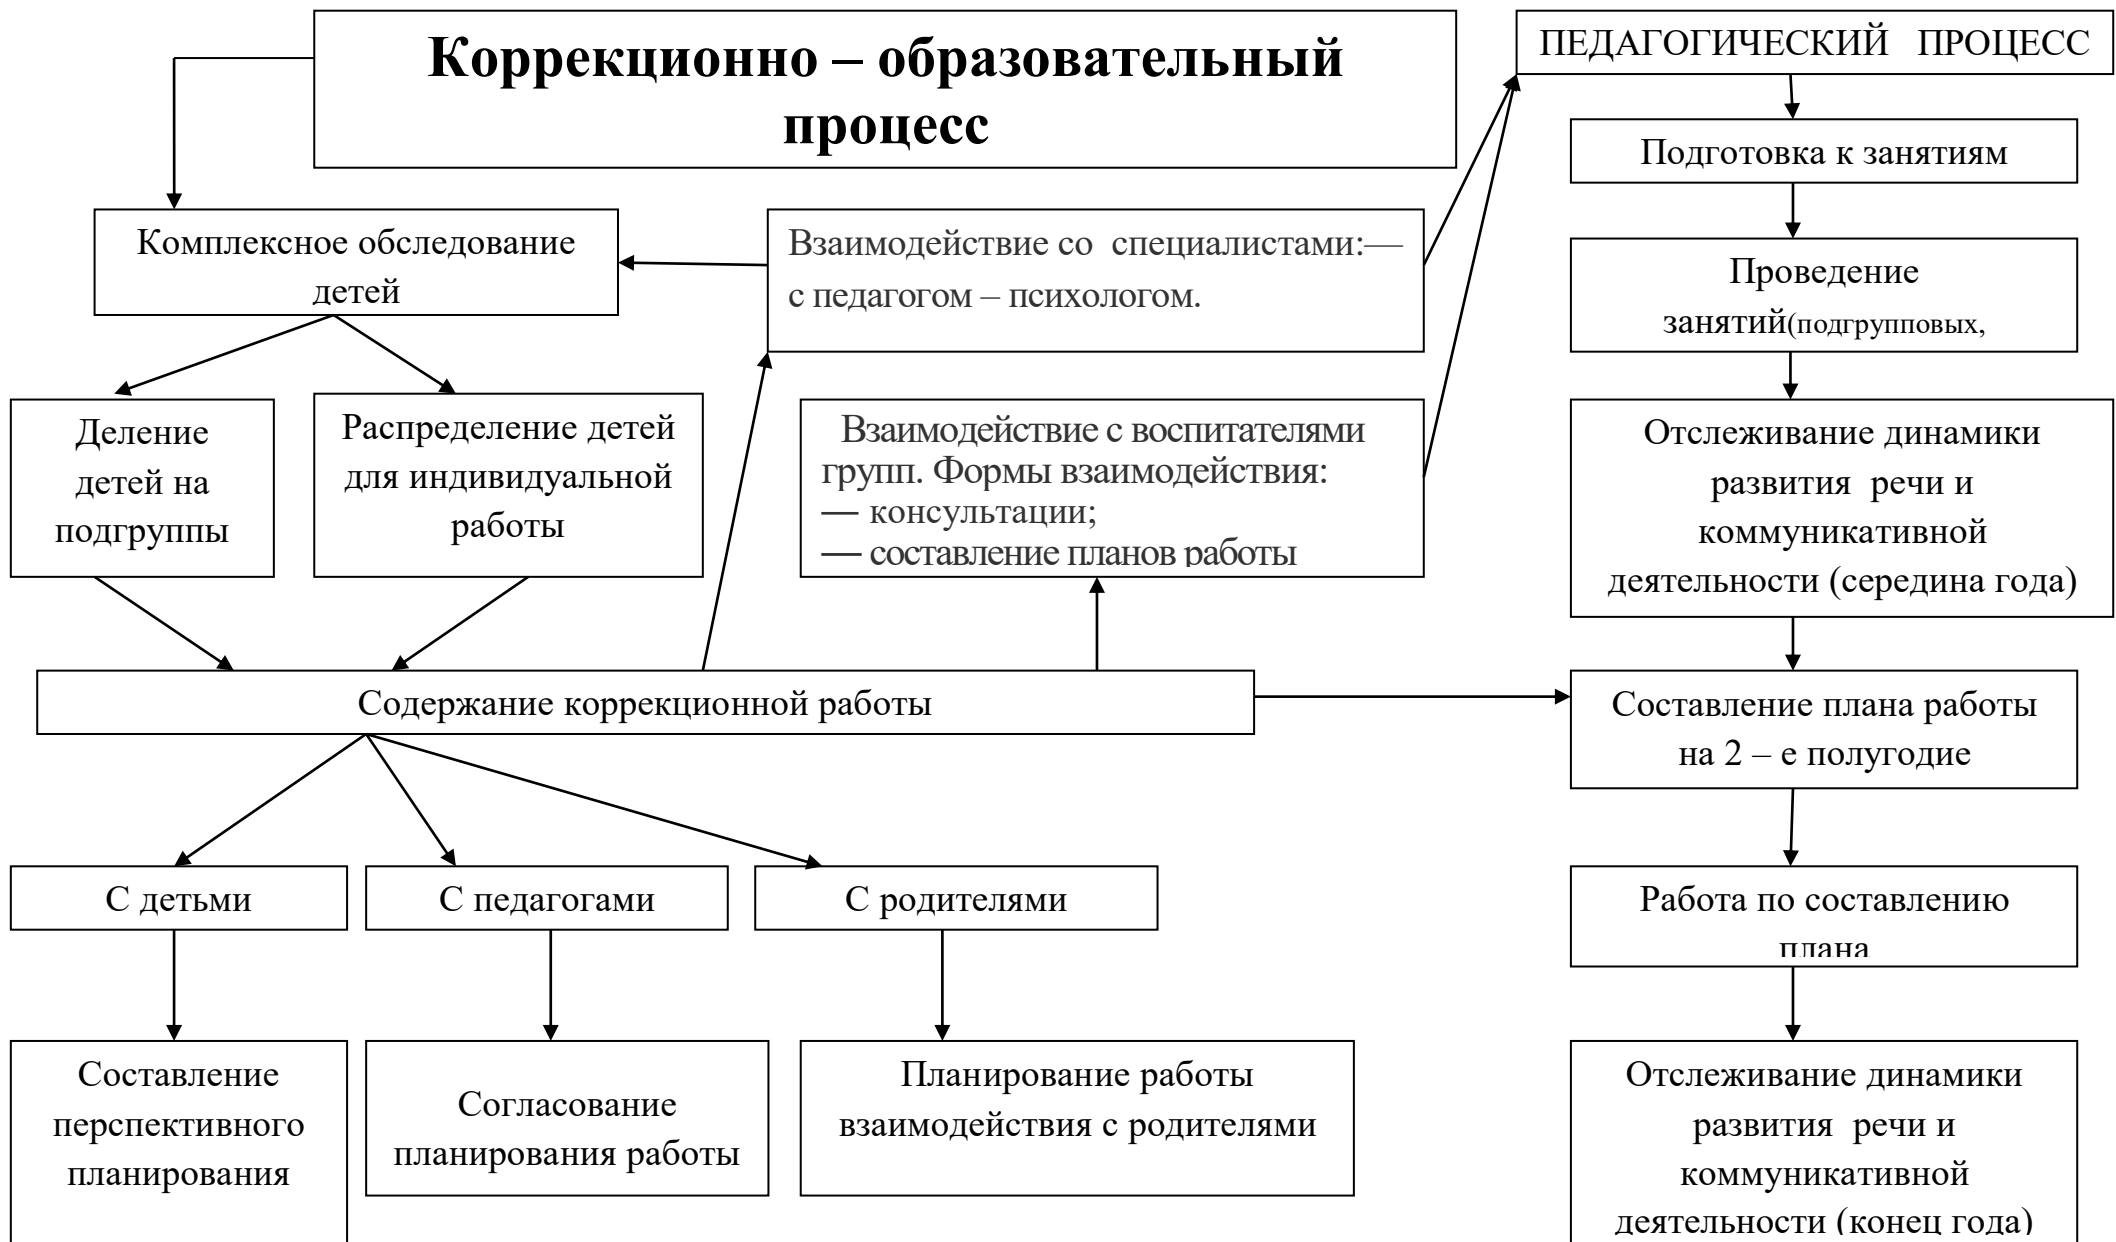 Коррекционно – образовательный
процесс
ПЕДАГОГИЧЕСКИЙ ПРОЦЕСС
Подготовка к занятиям
Комплексное обследование
детей
Взаимодействие со специалистами:—
с педагогом – психологом.
Проведение
занятий(подгрупповых,
Деление
детей на
подгруппы
Распределение детей
для индивидуальной
работы
Взаимодействие с воспитателями
групп. Формы взаимодействия:
— консультации;
— составление планов работы
Отслеживание динамики
развития речи и
коммуникативной
деятельности (середина года)
Содержание коррекционной работы
Составление плана работы
на 2 – е полугодие
С детьми
С педагогами
С родителями
Работа по составлению
плана
Составление
перспективного
планирования
Согласование
планирования работы
Планирование работы
взаимодействия с родителями
Отслеживание динамики
развития речи и
коммуникативной
деятельности (конец года)